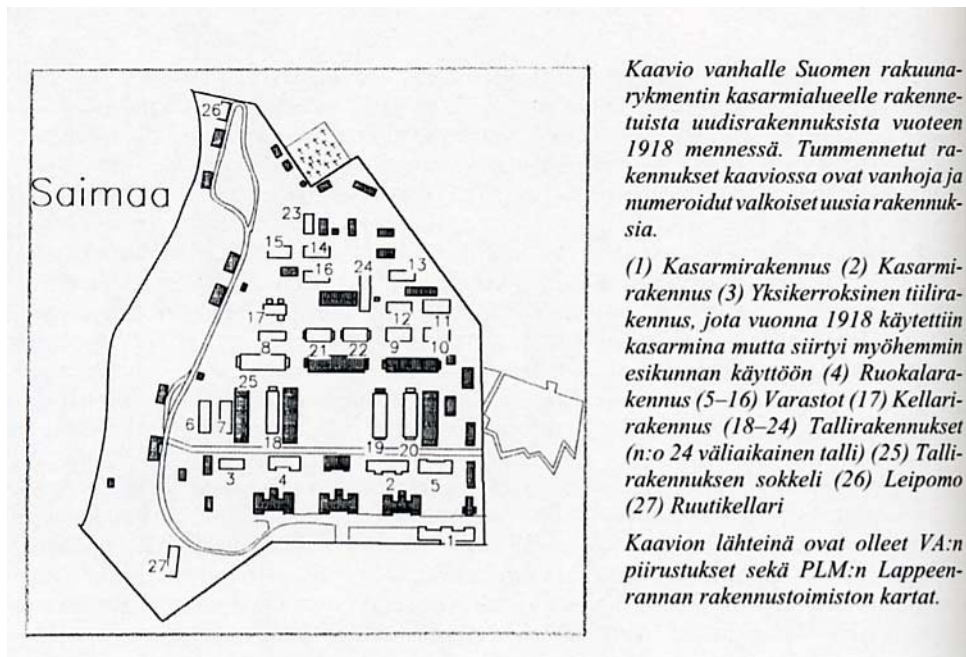 Saimaa
26
23
15
14
24
16
13
17
12
11
8
21
22
9
10
25
6
7
18
19
20
3
4
2
5
1
27
Kaavio vanhalle Suomen rakuuna-
rykmentin kasarmialueelle rakenne-
tuista uudisrakennuksista vuoteen
1918 mennessä. Tummennetut ra-
kennukset kaaviossa ovat vanhoja ja
numeroidut valkoiset uusia rakennuk-
sia.
(1) Kasarmirakennus (2) Kasarmi-
rakennus (3) Yksikerroksinen tiilira-
kennus, jota vuonna 1918 käytettiin
kasarmina mutta siirtyi myöhemmin
esikunnan käyttöön (4) Ruokalara-
kennus (5–16) Varastot (17) Kellari-
rakennus (18–24) Tallirakennukset
(n:o 24 väliaikainen talli) (25) Talli-
rakennuksen sokkeli (26) Leipomo
(27) Ruutikellari
Kaavion lähteinä ovat olleet VA:n
piirustukset sekä PLM:n Lappeen-
rannan rakennustoimiston kartat.